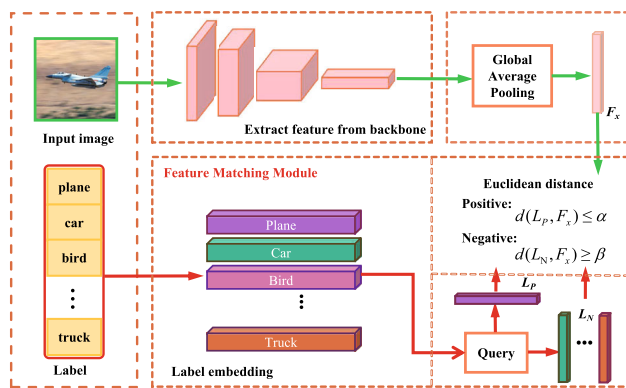 Input image
Extract feature from backbone
Global
Average
Pooling
F_x
plane
car
bird
truck
Label
Feature Matching Module
Plane
Car
Bird
Truck
Label embedding
Euclidean distance
Positive:
d(L_P, F_x) ≤ α
Negative:
d(L_N, F_x) ≥ β
L_P
L_N
Query